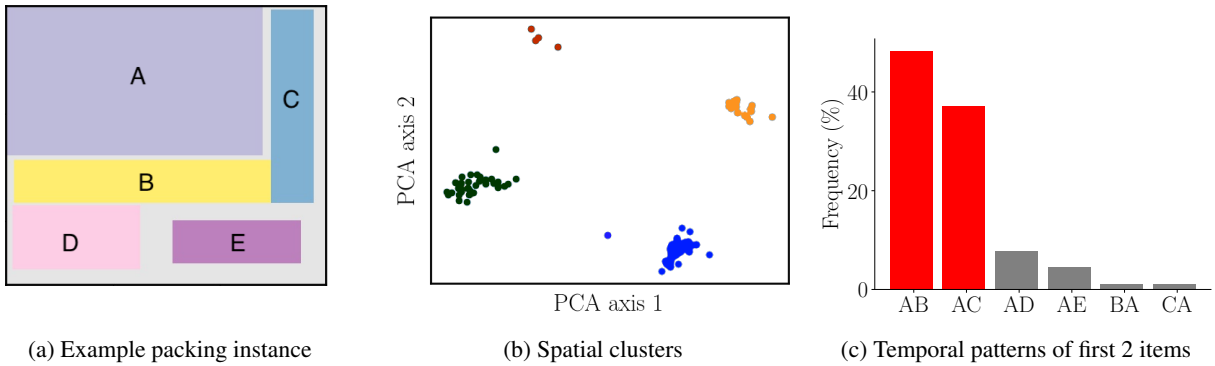 A
C
B
D
E
(a) Example packing instance
PCA axis 2
PCA axis 1
(b) Spatial clusters
Frequency (%)
40
20
0
AB AC AD AE BA CA
(c) Temporal patterns of first 2 items